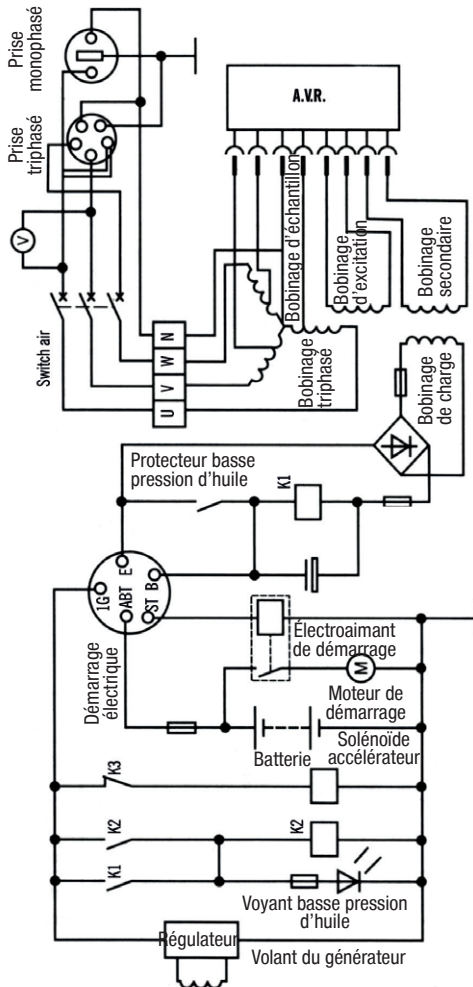 Prise
monophasé
Prise
triphasé
V
Switch air
A.V.R.
Bobinage d'échantillon
Bobinage
d'excitation
Bobinage
secondaire
U V W N
Bobinage
triphasé
Bobinage
de charge
Protecteur basse
pression d'huile
K1
1G
ABT
E
ST
B
Démarrage
électrique
Électroaimant
de démarrage
M
Moteur de
démarrage
Batterie
Solénoïde
accélérateur
K3
K2
K2
K1
Voyant basse pression
d'huile
Régulateur
Volant du générateur